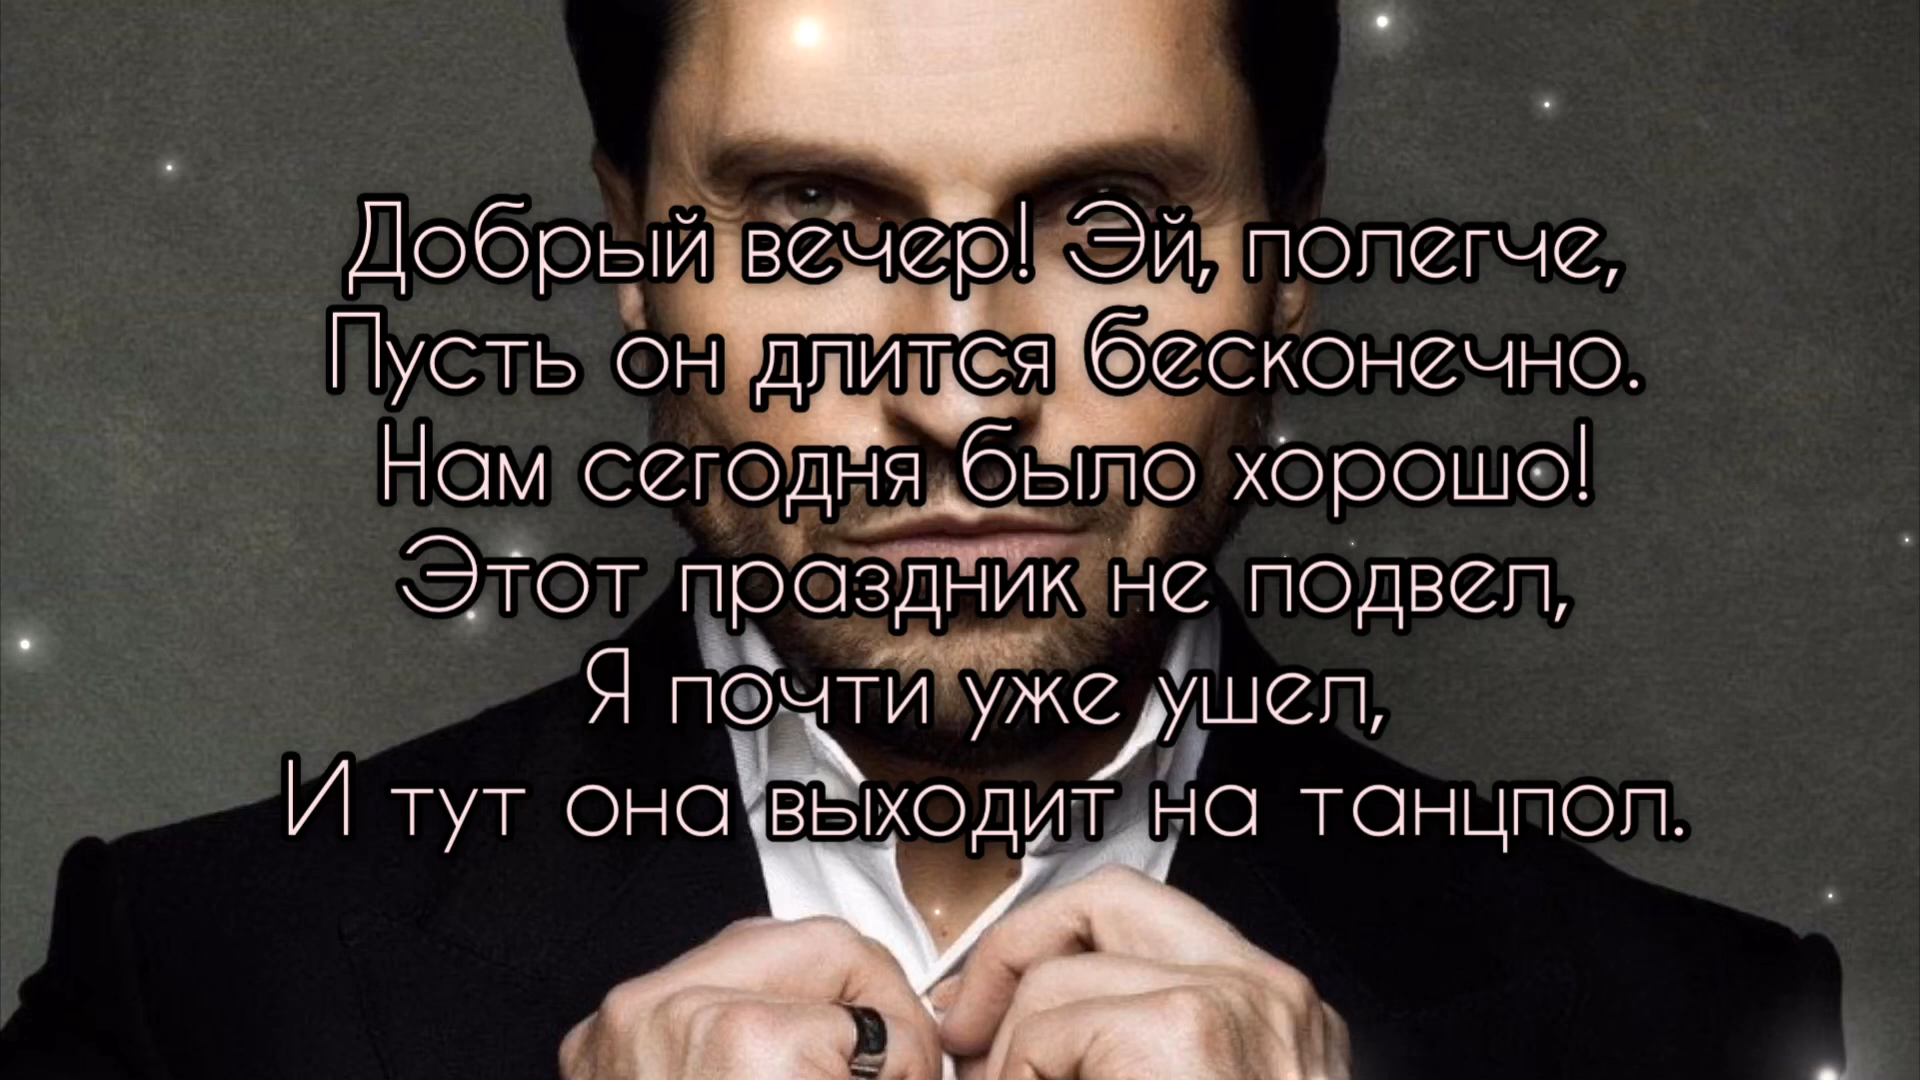 Добрый вечер! Эй, полегче,
Пусть он длится бесконечно.
Нам сегодня было хорошо!
Этот праздник не подвел,
Я почти уже ушел,
И тут она выходит на танцпол.